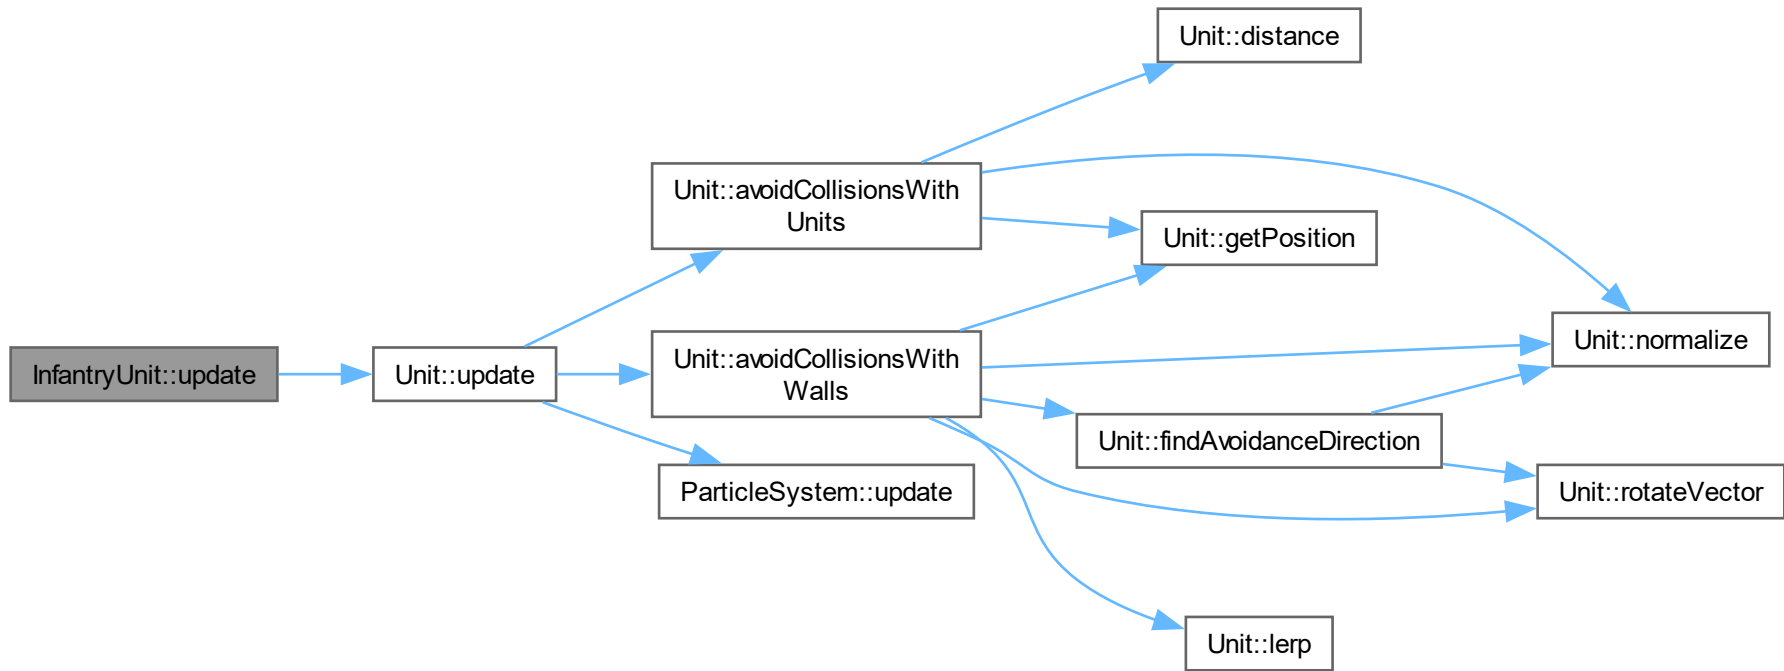 Unit::distance
Unit::avoidCollisionsWith
Units
Unit::getPosition
Unit::normalize
InfantryUnit::update
Unit::update
Unit::avoidCollisionsWith
Walls
Unit::findAvoidanceDirection
ParticleSystem::update
Unit::rotateVector
Unit::lerp